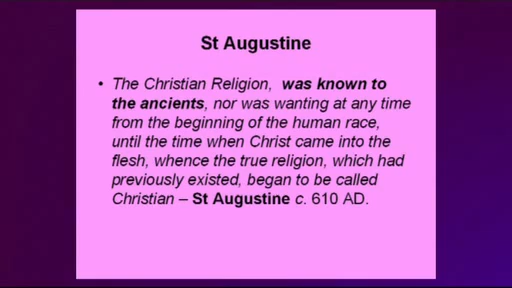 St Augustine
• The Christian Religion, was known to
the ancients, nor was wanting at any time
from the beginning of the human race,
until the time when Christ came into the
flesh, whence the true religion, which had
previously existed, began to be called
Christian – St Augustine c. 610 AD.